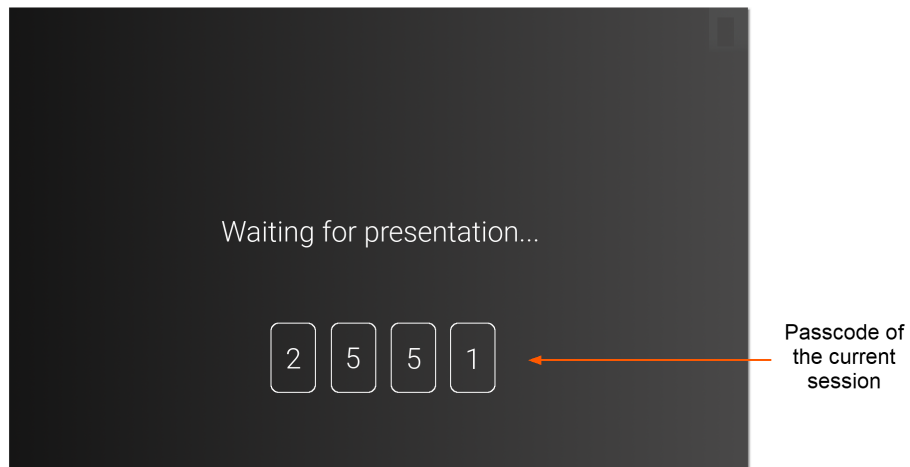 Waiting for presentation...
2 5 5 1
Passcode of
the current
session